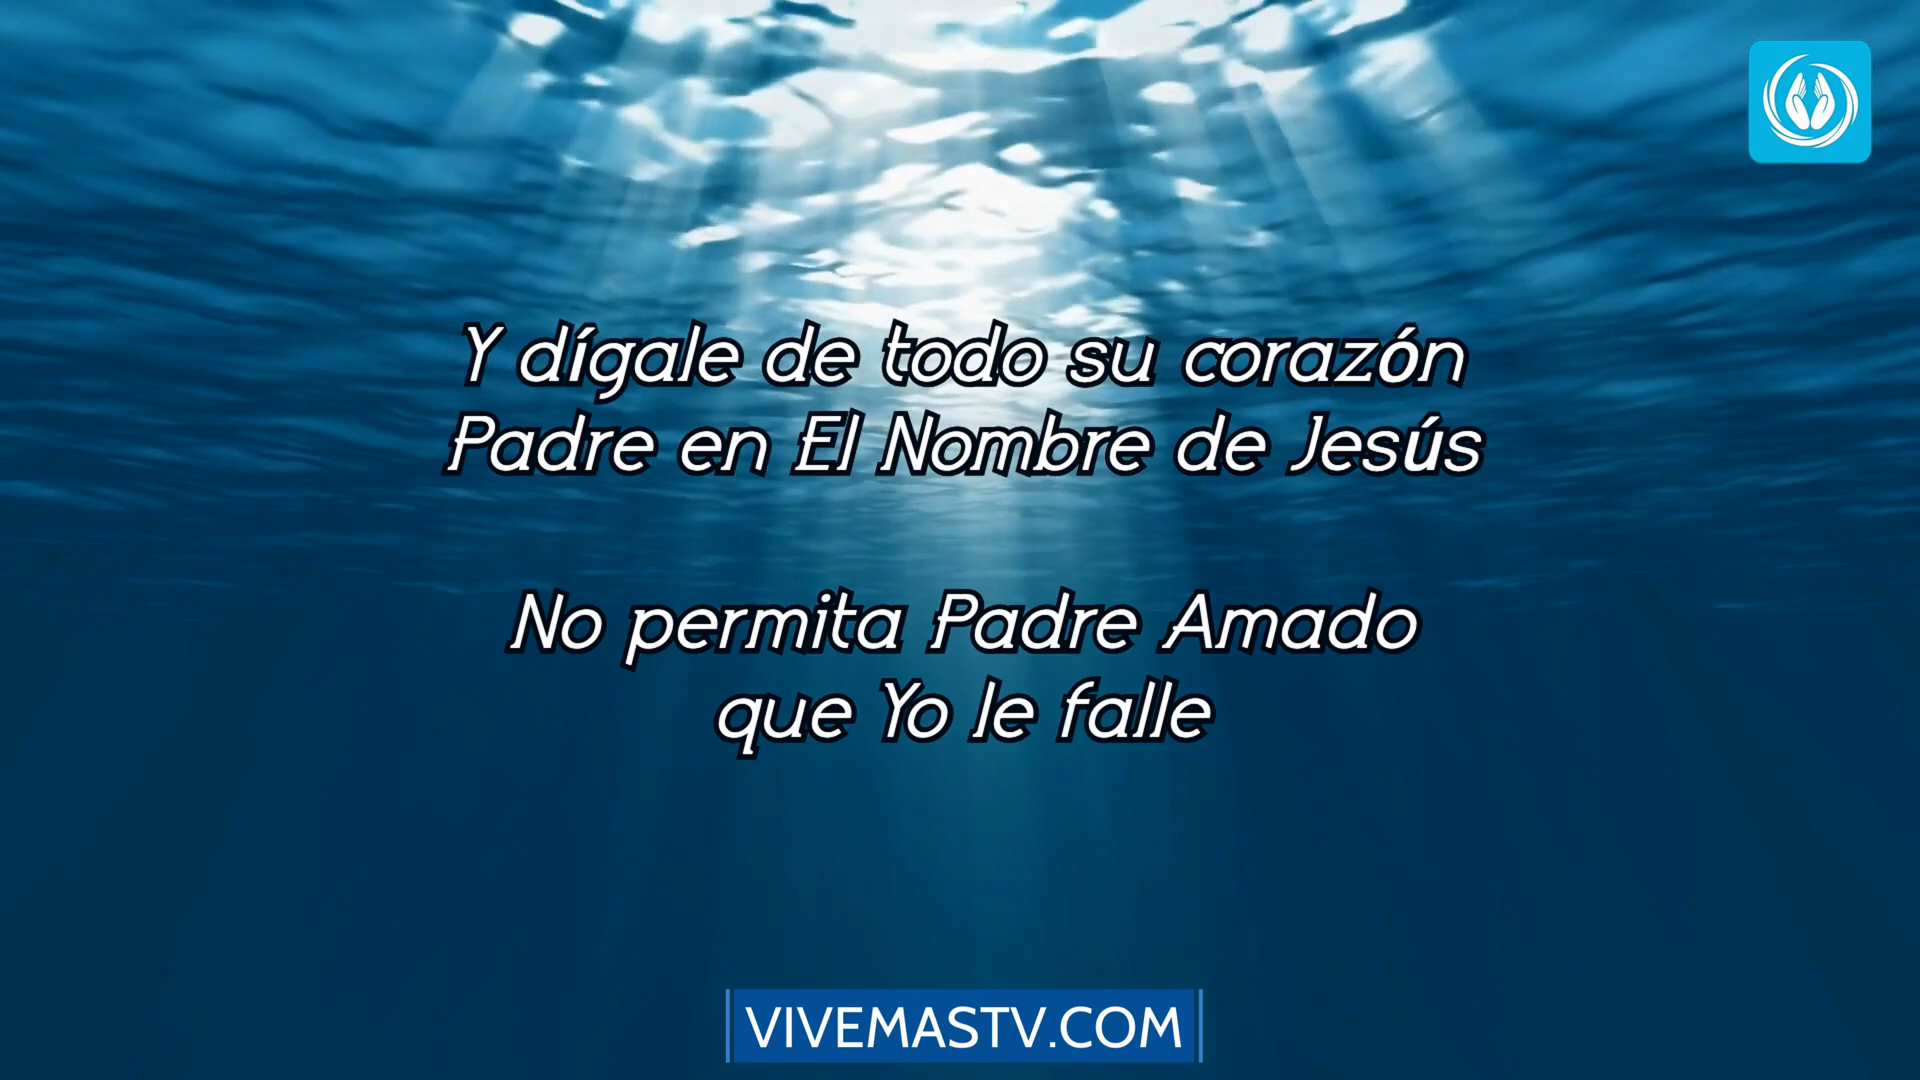 Y dígale de todo su corazón
Padre en El Nombre de Jesús
No permita Padre Amado
que Yo le falle
VIVEMASTV.COM